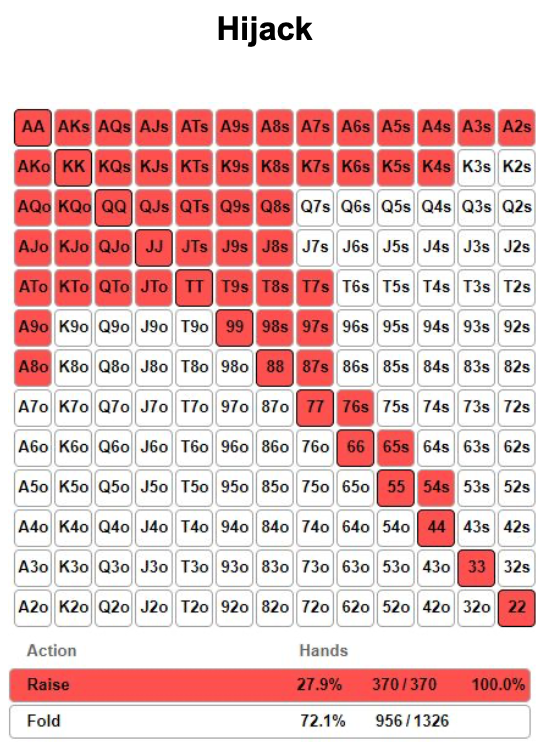 Hijack
AA AKs AQs AJs ATs A9s A8s A7s A6s A5s A4s A3s A2s
AKo KK KQs KJs KTs K9s K8s K7s K6s K5s K4s K3s K2s
AQo KQo QQ QJs QTs Q9s Q8s Q7s Q6s Q5s Q4s Q3s Q2s
AJo KJo QJo JJ JTs J9s J8s J7s J6s J5s J4s J3s J2s
ATo KTo QTo JTo TT T9s T8s T7s T6s T5s T4s T3s T2s
A9o K9o Q9o J9o T9o 99 98s 97s 96s 95s 94s 93s 92s
A8o K8o Q8o J8o T8o 98o 88 87s 86s 85s 84s 83s 82s
A7o K7o Q7o J7o T7o 97o 87o 77 76s 75s 74s 73s 72s
A6o K6o Q6o J6o T6o 96o 86o 76o 66 65s 64s 63s 62s
A5o K5o Q5o J5o T5o 95o 85o 75o 65o 55 54s 53s 52s
A4o K4o Q4o J4o T4o 94o 84o 74o 64o 54o 44 43s 42s
A3o K3o Q3o J3o T3o 93o 83o 73o 63o 53o 43o 33 32s
A2o K2o Q2o J2o T2o 92o 82o 72o 62o 52o 42o 32o 22
Action Hands
Raise 27.9% 370 / 370 100.0%
Fold 72.1% 956 / 1326